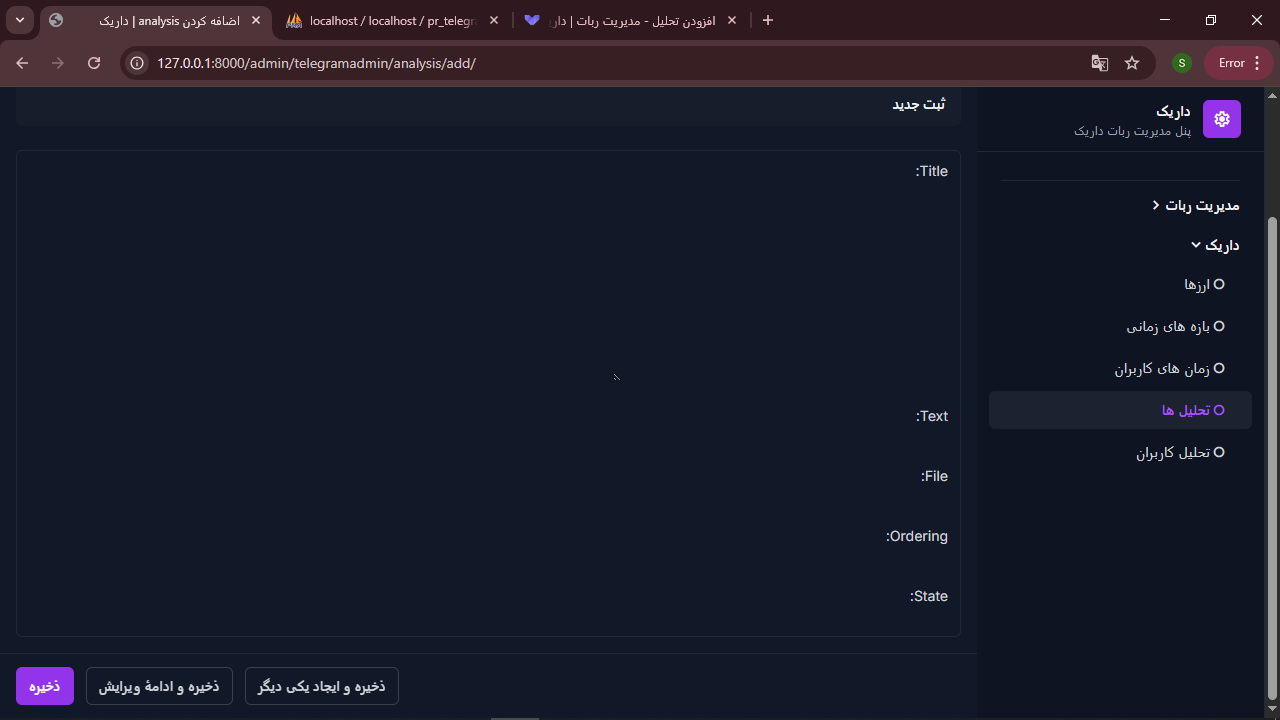 اضافه کردن analysis | داریک
localhost / localhost / pr_telegra
افزودن تحلیل - مدیریت ربات | دار
127.0.0.1:8000/admin/telegramadmin/analysis/add/
S
Error
داریک
پنل مدیریت ربات داریک
مدیریت ربات
داریک
ارزها
بازه های زمانی
زمان های کاربران
تحلیل ها
تحلیل کاربران
ثبت جدید
Title:
Text:
File:
Ordering:
State:
ذخیره و ایجاد یکی دیگر
ذخیره و ادامهٔ ویرایش
ذخیره